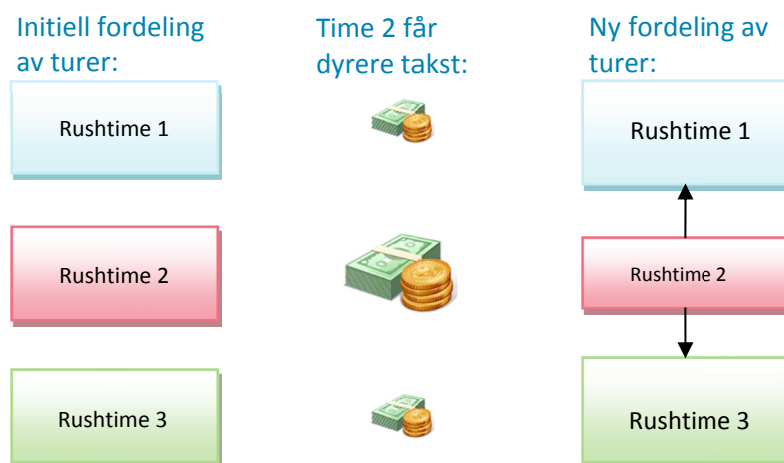 Initiell fordeling
av turer:
Time 2 får
dyrere takst:
Ny fordeling av
turer:
Rushtime 1
Rushtime 1
Rushtime 2
Rushtime 2
Rushtime 3
Rushtime 3